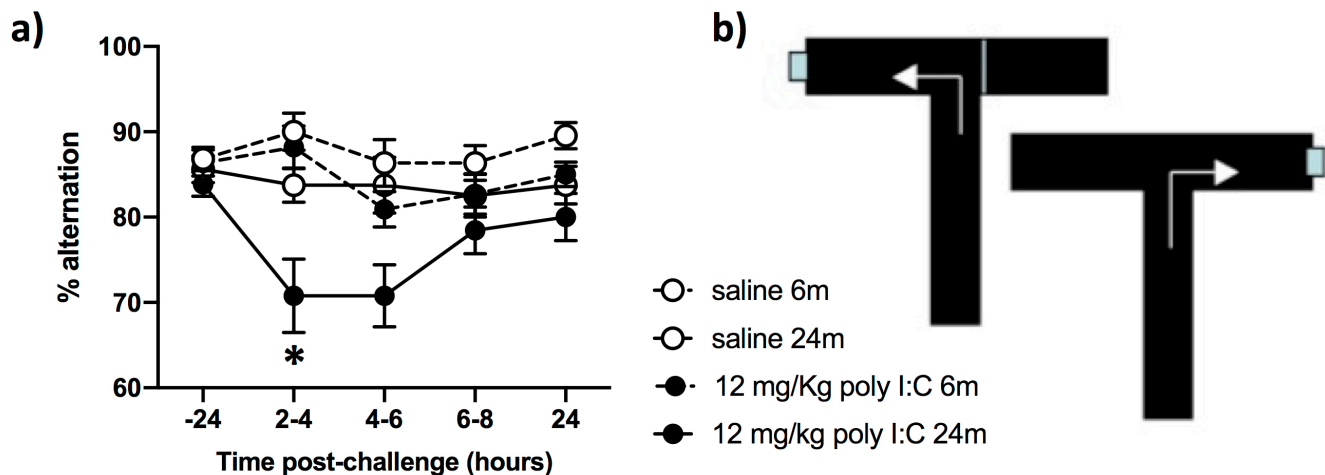 a)
100
90
80
70
60
% alternation
*
-24 2-4 4-6 6-8 24
Time post-challenge (hours)
b)
saline 6m
saline 24m
12 mg/Kg poly I:C 6m
12 mg/kg poly I:C 24m